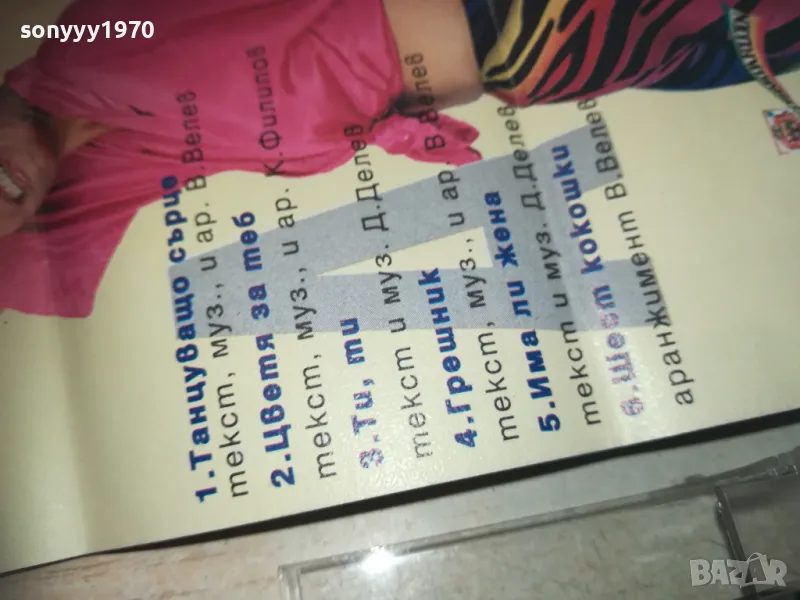 sonyyy1970
1.Танцуващо сърце
текст, муз., и ар. В.Велев
2.Цветя за теб
текст, муз., и ар. К.Филипов
3.Ти, ти
текст и муз. Д.Делев
4.Грешник
текст, муз., и ар. В.Велев
5.Има ли жена
текст и муз. Д.Делев
6.Шест кокошки
аранжимент В.Велев
BAZAR